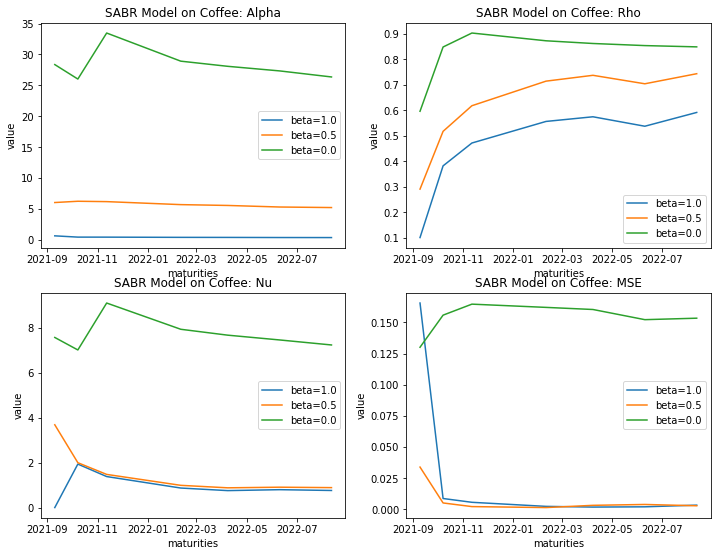 SABR Model on Coffee: Alpha
35
30
25
20
15
10
5
0
value
beta=1.0
beta=0.5
beta=0.0
2021-09 2021-11 2022-01 2022-03 2022-05 2022-07
maturities
SABR Model on Coffee: Rho
0.9
0.8
0.7
0.6
0.5
0.4
0.3
0.2
0.1
value
beta=1.0
beta=0.5
beta=0.0
2021-09 2021-11 2022-01 2022-03 2022-05 2022-07
maturities
SABR Model on Coffee: Nu
8
6
4
2
0
value
beta=1.0
beta=0.5
beta=0.0
2021-09 2021-11 2022-01 2022-03 2022-05 2022-07
maturities
SABR Model on Coffee: MSE
0.150
0.125
0.100
0.075
0.050
0.025
0.000
value
beta=1.0
beta=0.5
beta=0.0
2021-09 2021-11 2022-01 2022-03 2022-05 2022-07
maturities